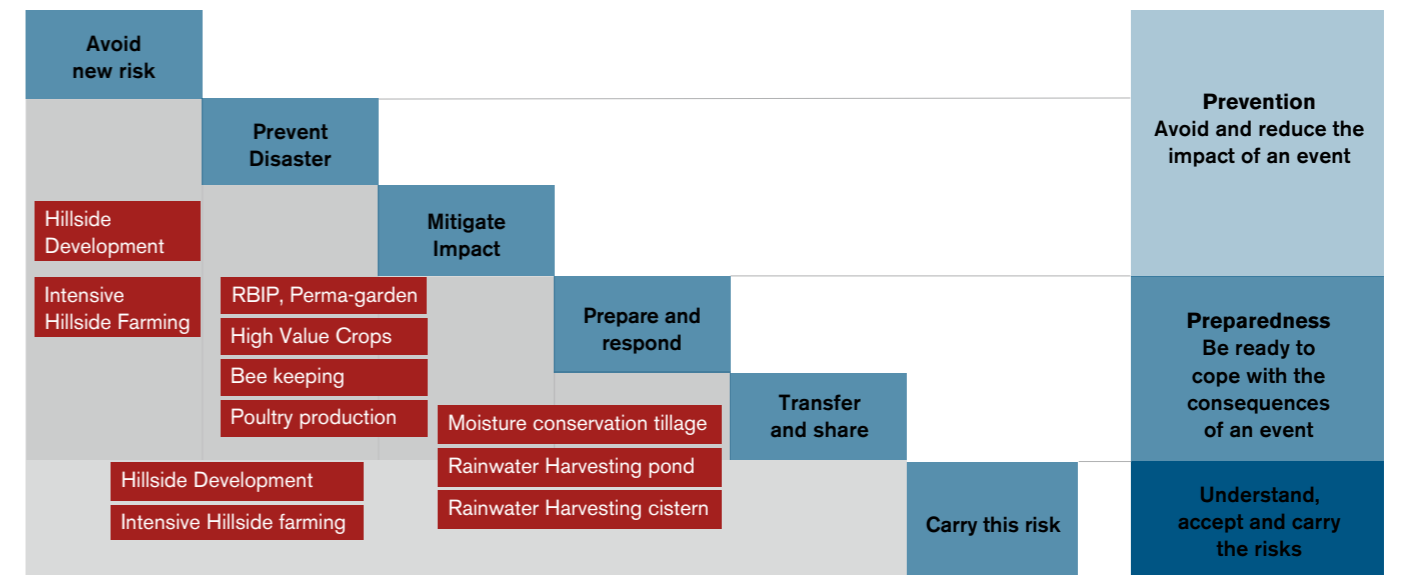 Avoid
new risk
Prevent
Disaster
Mitigate
Impact
Prepare and
respond
Transfer
and share
Carry this risk
Hillside
Development
Intensive
Hillside Farming
RBIP, Perma-garden
High Value Crops
Bee keeping
Poultry production
Moisture conservation tillage
Rainwater Harvesting pond
Rainwater Harvesting cistern
Hillside Development
Intensive Hillside farming
Prevention
Avoid and reduce the
impact of an event
Preparedness
Be ready to
cope with the
consequences
of an event
Understand,
accept and carry
the risks